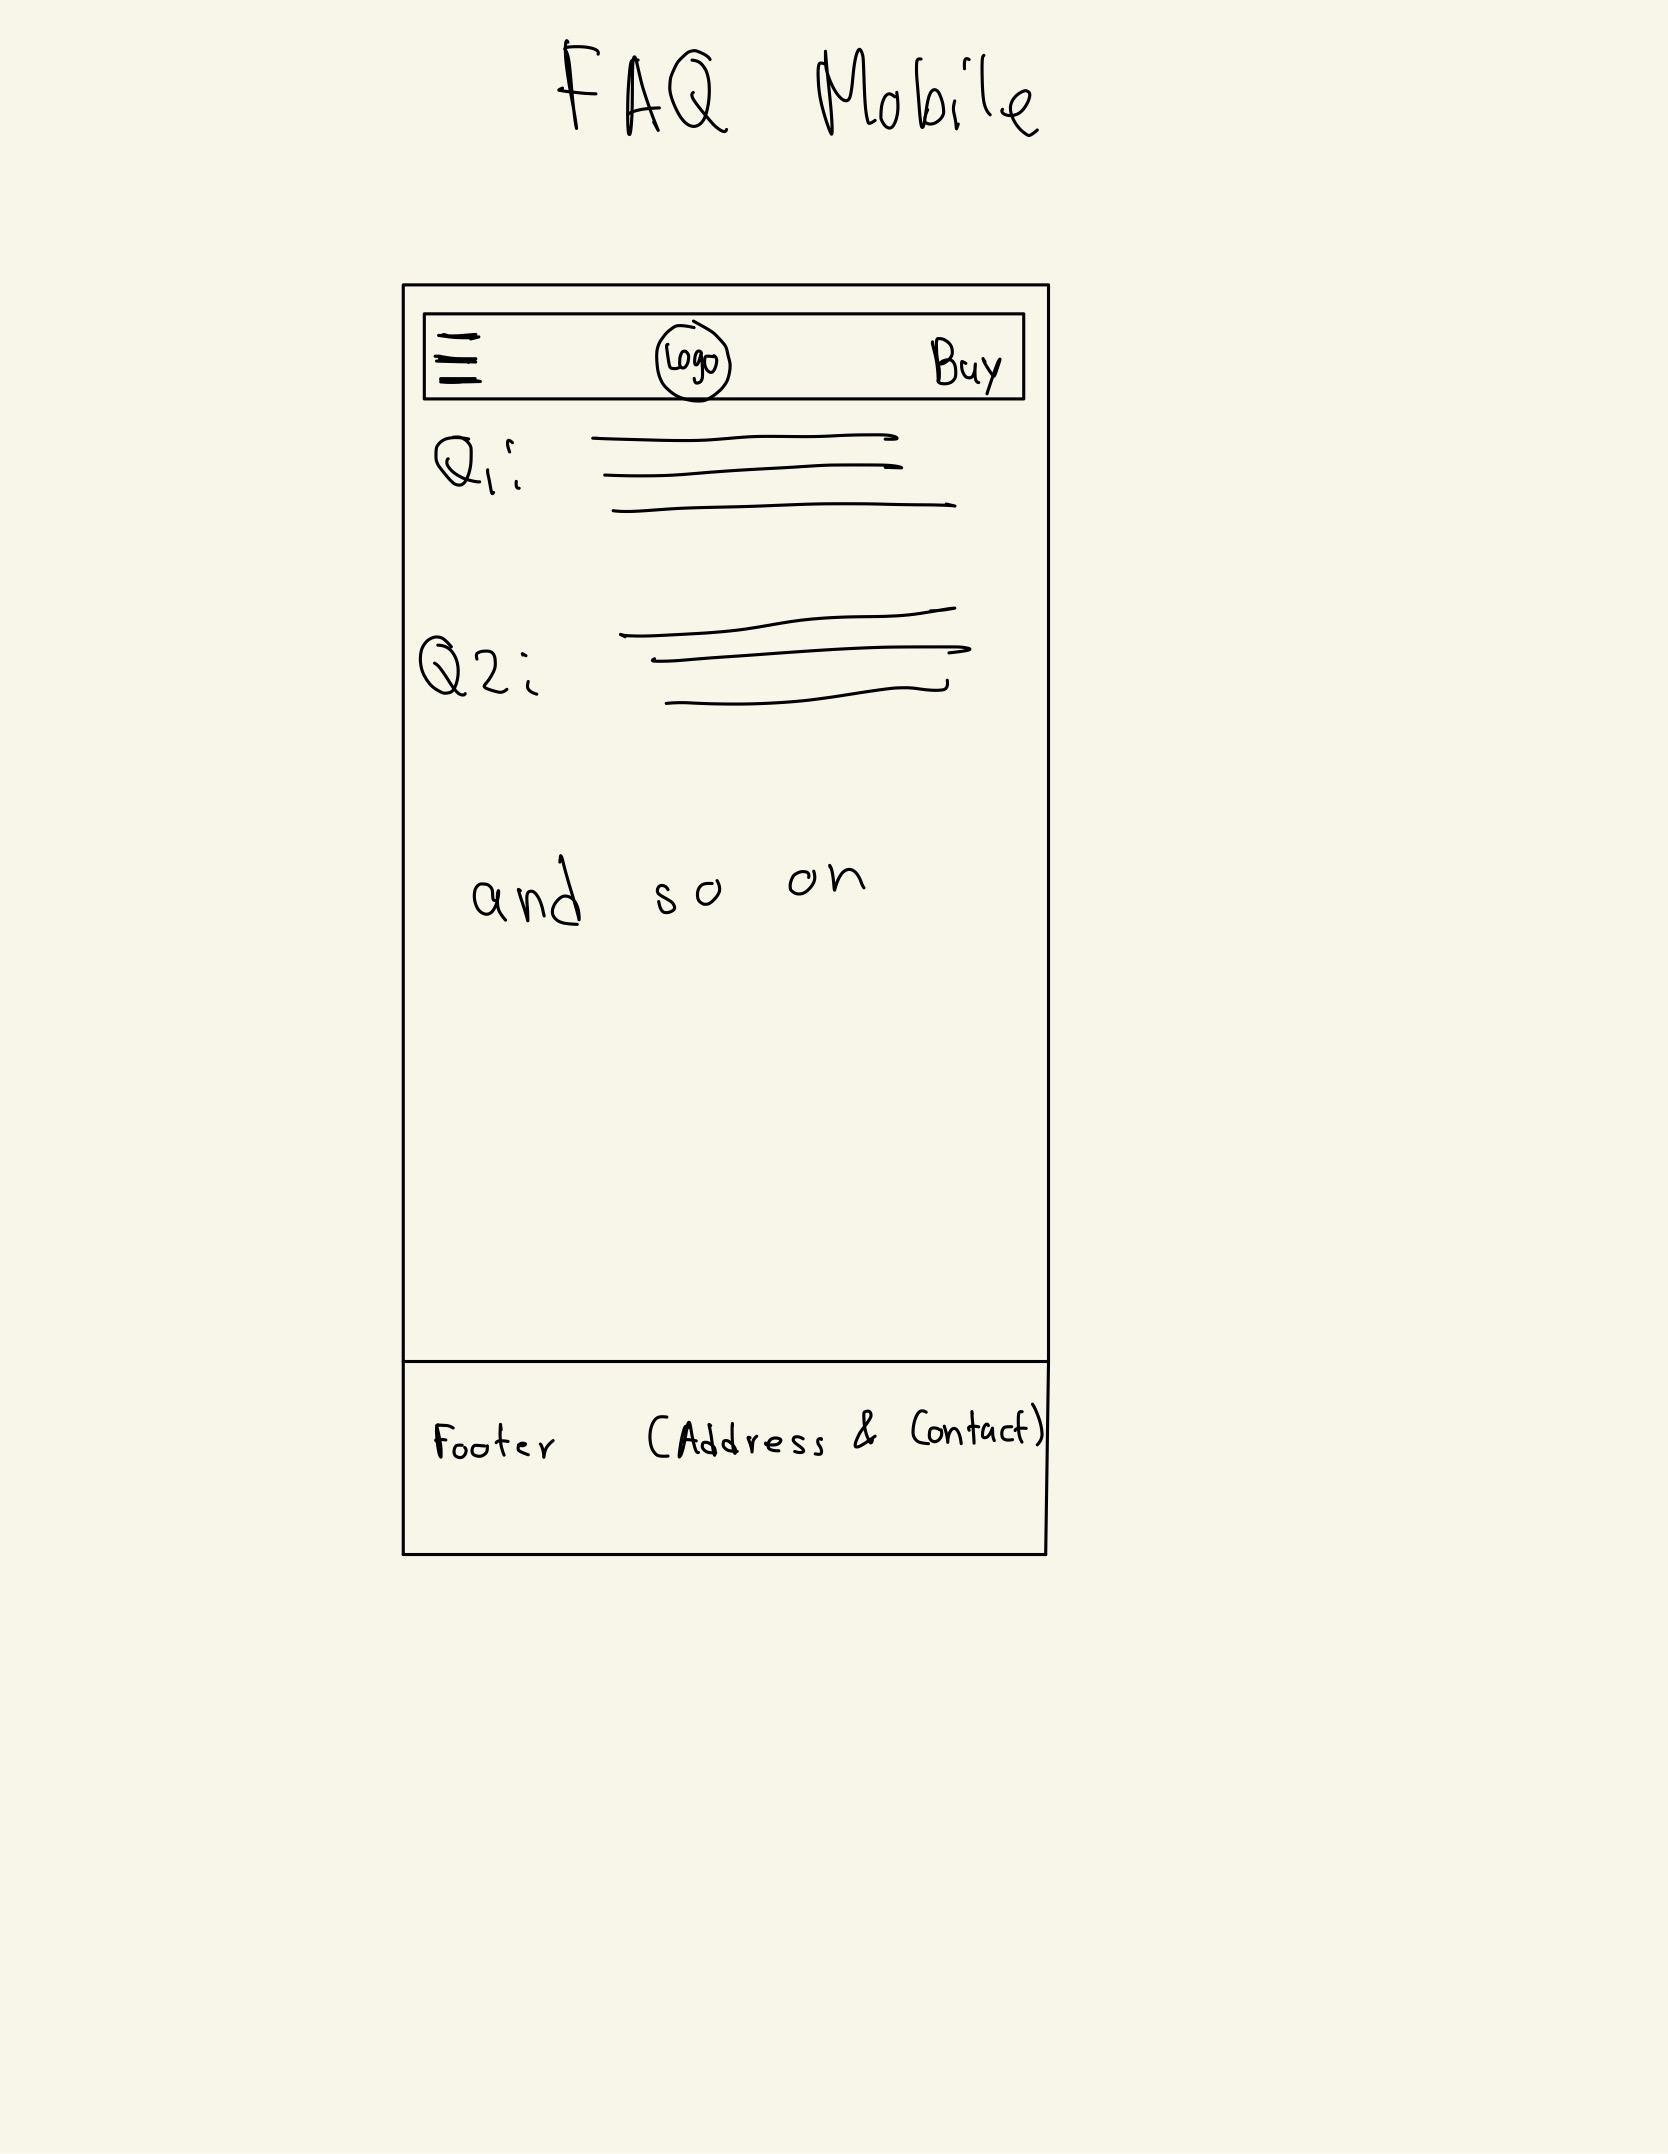 FAQ Mobile
Logo Buy
Q1:
Q2:
and so on
Footer (Address & Contact)